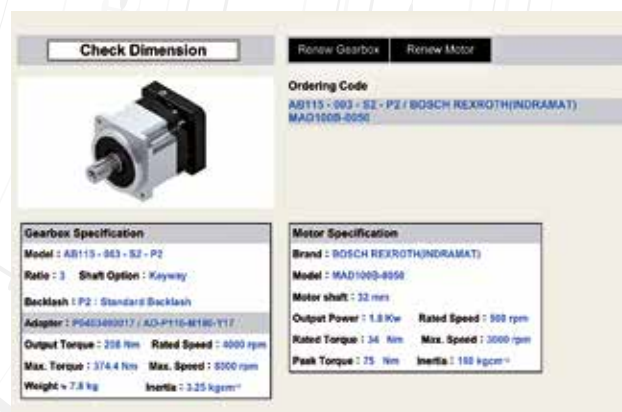 Check Dimension
Renew Gearbox Renew Motor
Ordering Code
AB115 - 003 - S2 - P2 / BOSCH REXROTH(INDRAMAT)
MAD100B-0050
Gearbox Specification
Model : AB115 - 003 - S2 - P2
Ratio : 3 Shaft Option : Keyway
Backlash : P2 : Standard Backlash
Adapter :
Output Torque : 208 Nm Rated Speed : 4000 rpm
Max. Torque : 374.4 Nm Max. Speed : 8000 rpm
Weight ≈ 7.8 kg Inertia : 3.25 kgcm²
Motor Specification
Brand : BOSCH REXROTH(INDRAMAT)
Model : MAD100B-0050
Motor shaft : 32 mm
Output Power : 1.8 Kw Rated Speed : 500 rpm
Rated Torque : 34 Nm Max. Speed : 3000 rpm
Peak Torque : 75 Nm Inertia : 150 kgcm²